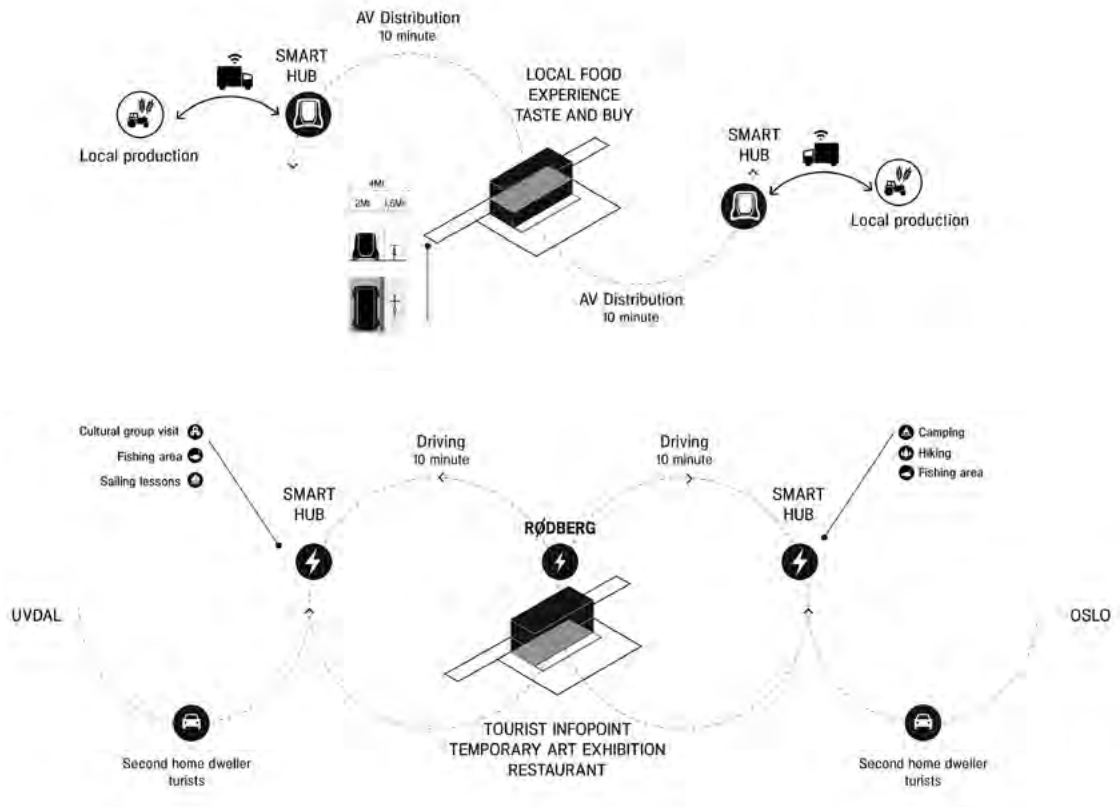 AV Distribution
10 minute
SMART
HUB
Local production
LOCAL FOOD
EXPERIENCE
TASTE AND BUY
SMART
HUB
Local production
4Mt
2Mt 1,6Mt
AV Distribution
10 minute
Cultural group visit
Fishing area
Sailing lessons
SMART
HUB
Driving
10 minute
RØDBERG
Driving
10 minute
SMART
HUB
Camping
Hiking
Fishing area
UVDAL
OSLO
Second home dweller
turists
TOURIST INFOPOINT
TEMPORARY ART EXHIBITION
RESTAURANT
Second home dweller
turists